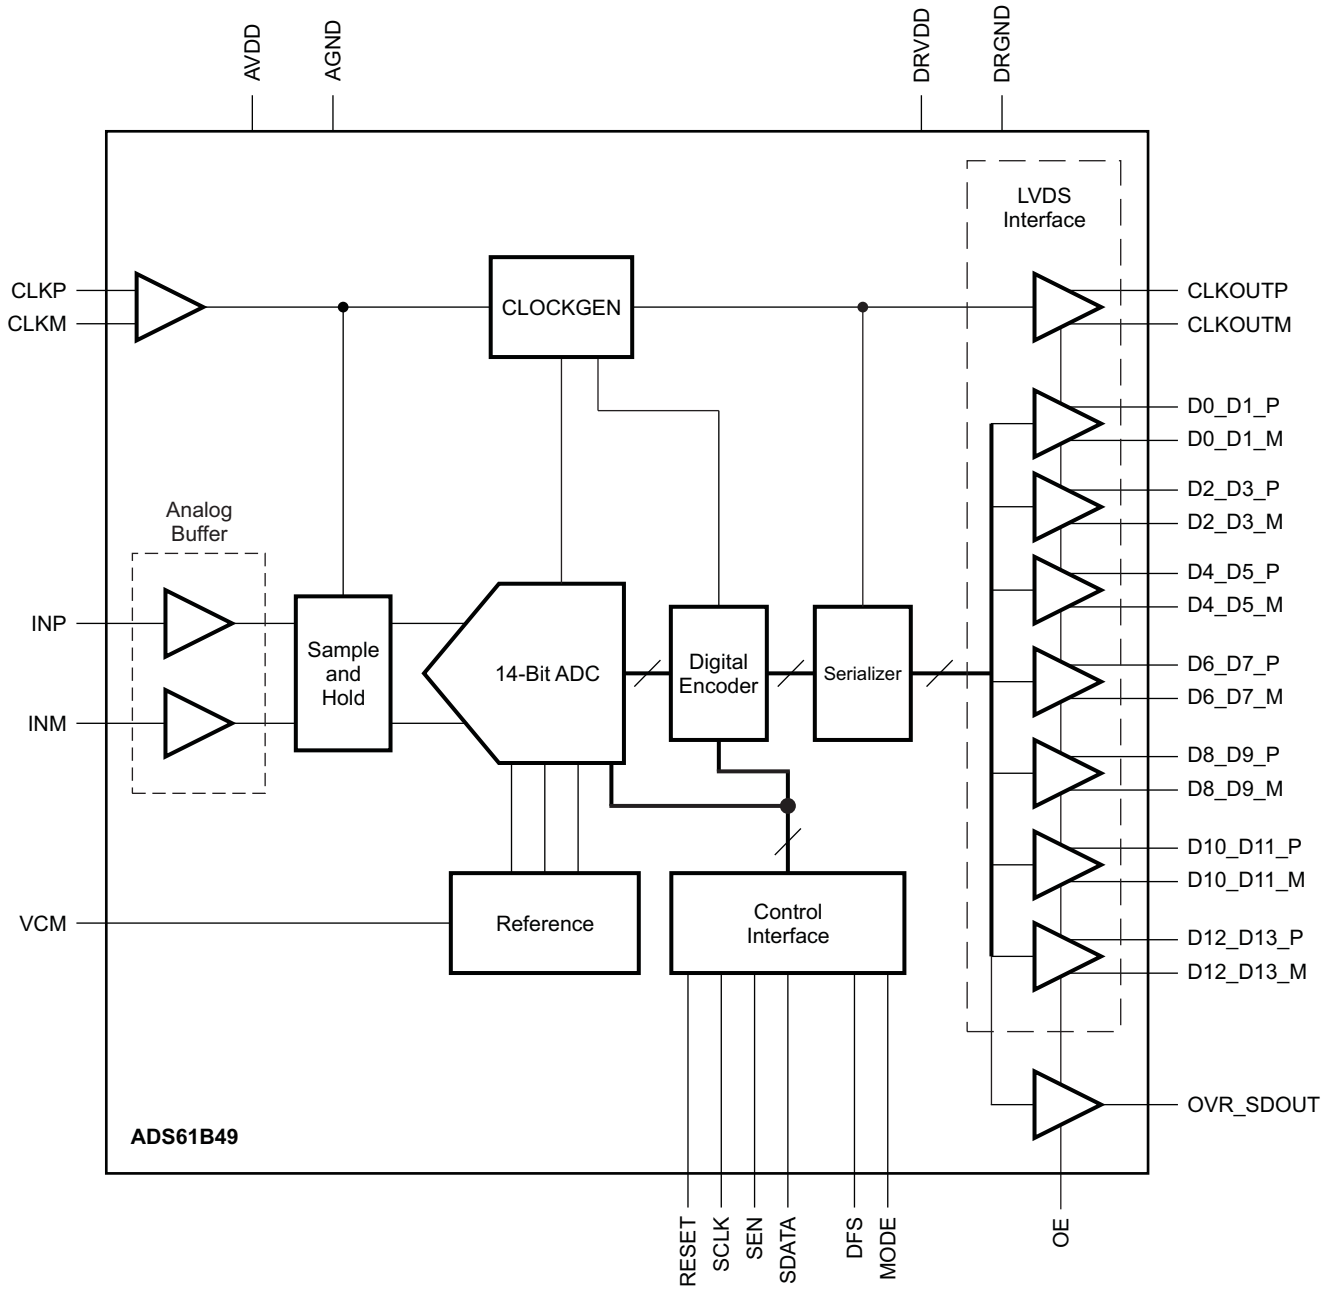 AVDD
AGND
DRVDD
DRGND
LVDS
Interface
CLKP
CLKM
CLOCKGEN
CLKOUTP
CLKOUTM
D0_D1_P
D0_D1_M
D2_D3_P
D2_D3_M
Analog
Buffer
D4_D5_P
D4_D5_M
INP
INM
Sample
and
Hold
14-Bit ADC
Digital
Encoder
Serializer
D6_D7_P
D6_D7_M
D8_D9_P
D8_D9_M
D10_D11_P
D10_D11_M
VCM
Reference
Control
Interface
D12_D13_P
D12_D13_M
OVR_SDOUT
ADS61B49
RESET
SCLK
SEN
SDATA
DFS
MODE
OE